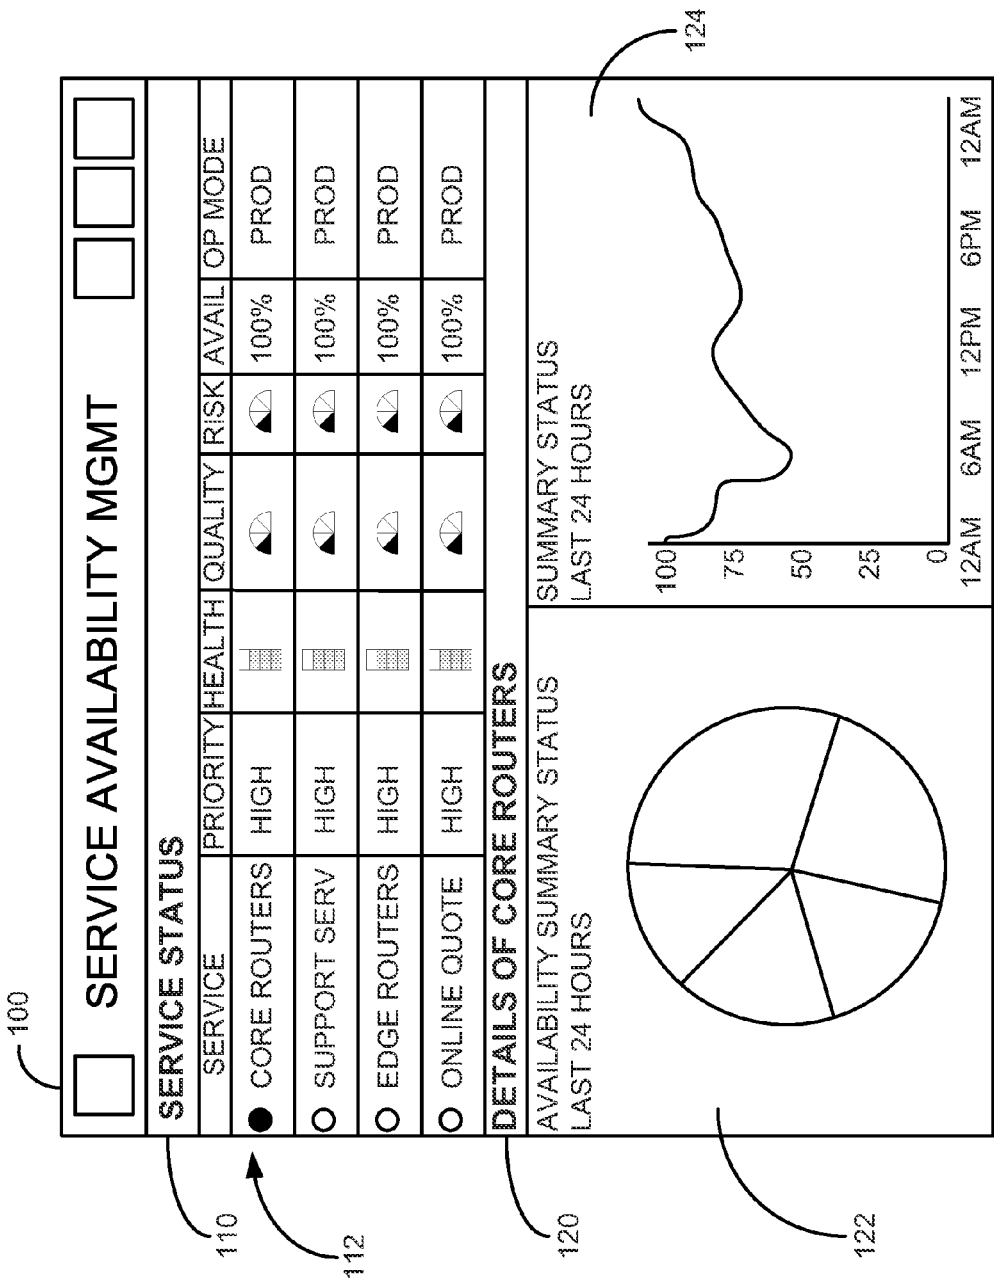 100
SERVICE AVAILABILITY MGMT
110
SERVICE STATUS
SERVICE PRIORITY HEALTH QUALITY RISK AVAIL OP MODE
112
CORE ROUTERS HIGH 100% PROD
SUPPORT SERV HIGH 100% PROD
EDGE ROUTERS HIGH 100% PROD
ONLINE QUOTE HIGH 100% PROD
120
DETAILS OF CORE ROUTERS
122
AVAILABILITY SUMMARY STATUS
LAST 24 HOURS
124
SUMMARY STATUS
LAST 24 HOURS
100
75
50
25
0
12AM 6AM 12PM 6PM 12AM